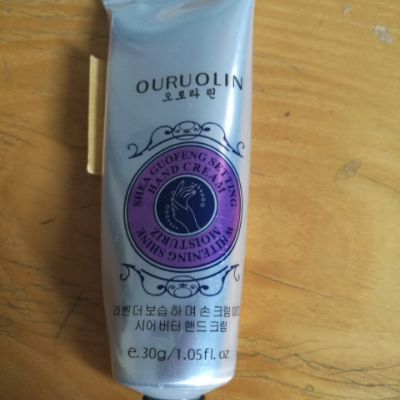 OURUOLIN
오로라 린
SHEA GUOFENG SETTING
HAND CREAM
WHITENING SHINE
MOISTURIZ
라벤더보습하며 손크림
시어버터핸드크림
e.30g/1.05fl.oz